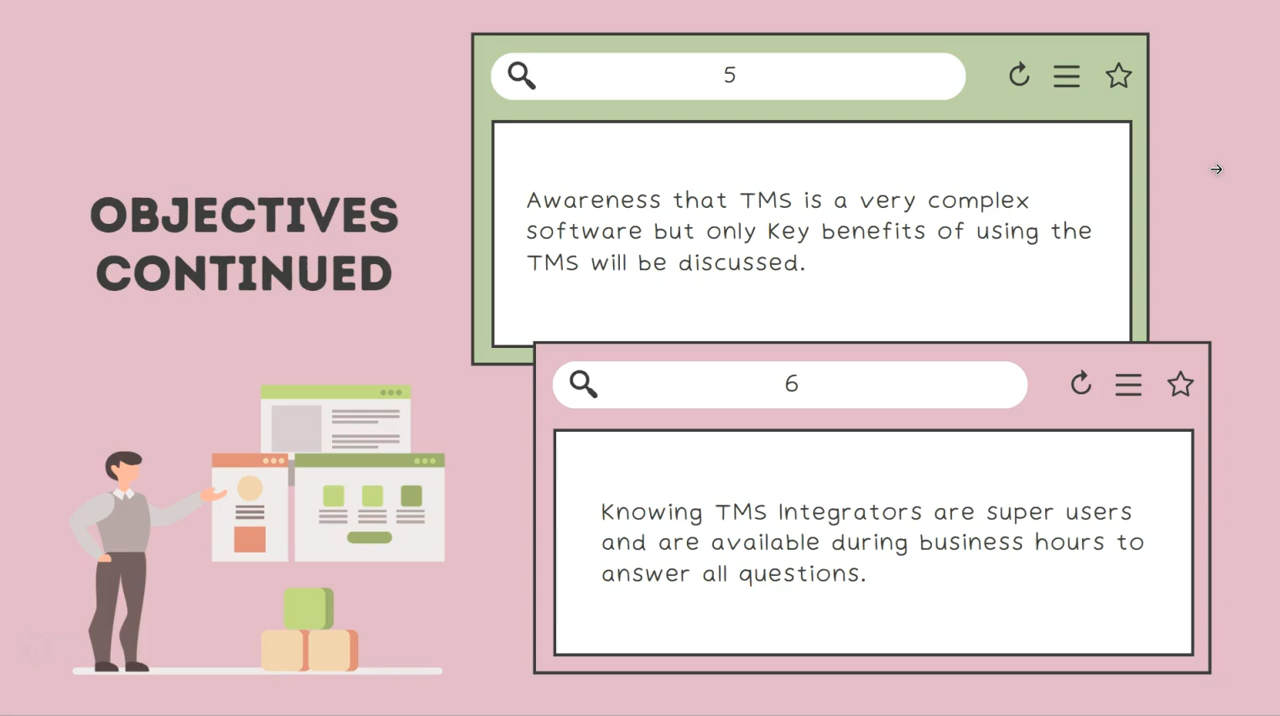 OBJECTIVES
CONTINUED
5
Awareness that TMS is a very complex
software but only Key benefits of using the
TMS will be discussed.
6
Knowing TMS Integrators are super users
and are available during business hours to
answer all questions.